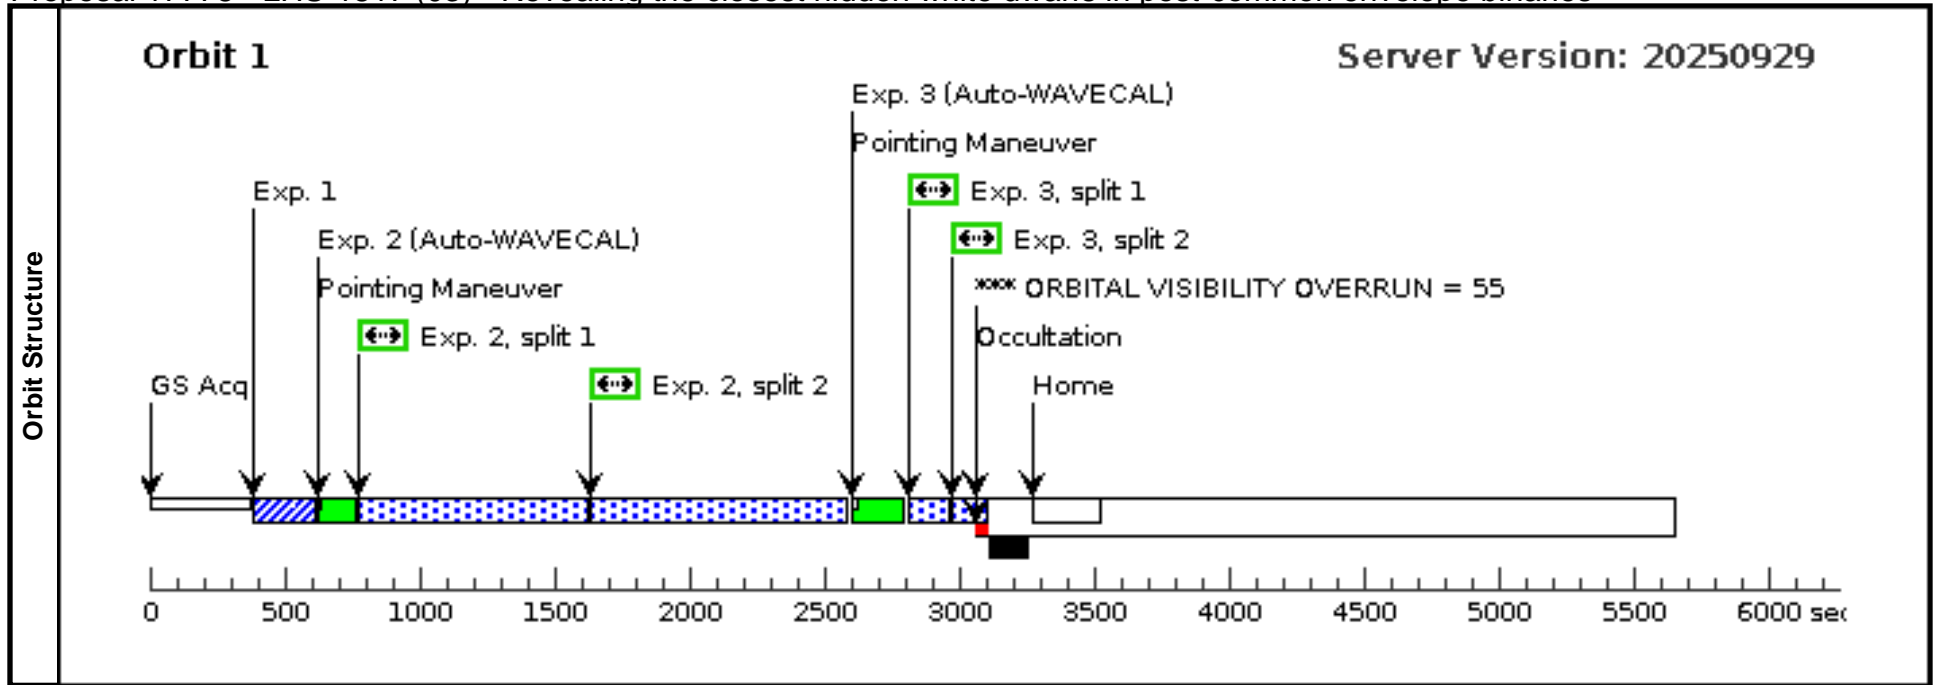 Orbit 1
Server Version: 20250929
Exp. 3 (Auto-WAVECAL)
Pointing Maneuver
Exp. 1
Exp. 3, split 1
Exp. 2 (Auto-WAVECAL)
Exp. 3, split 2
Pointing Maneuver
*** ORBITAL VISIBILITY OVERRUN = 55
Exp. 2, split 1
Occultation
GS Acq
Exp. 2, split 2
Home
Orbit Structure
0 500 1000 1500 2000 2500 3000 3500 4000 4500 5000 5500 6000 sec